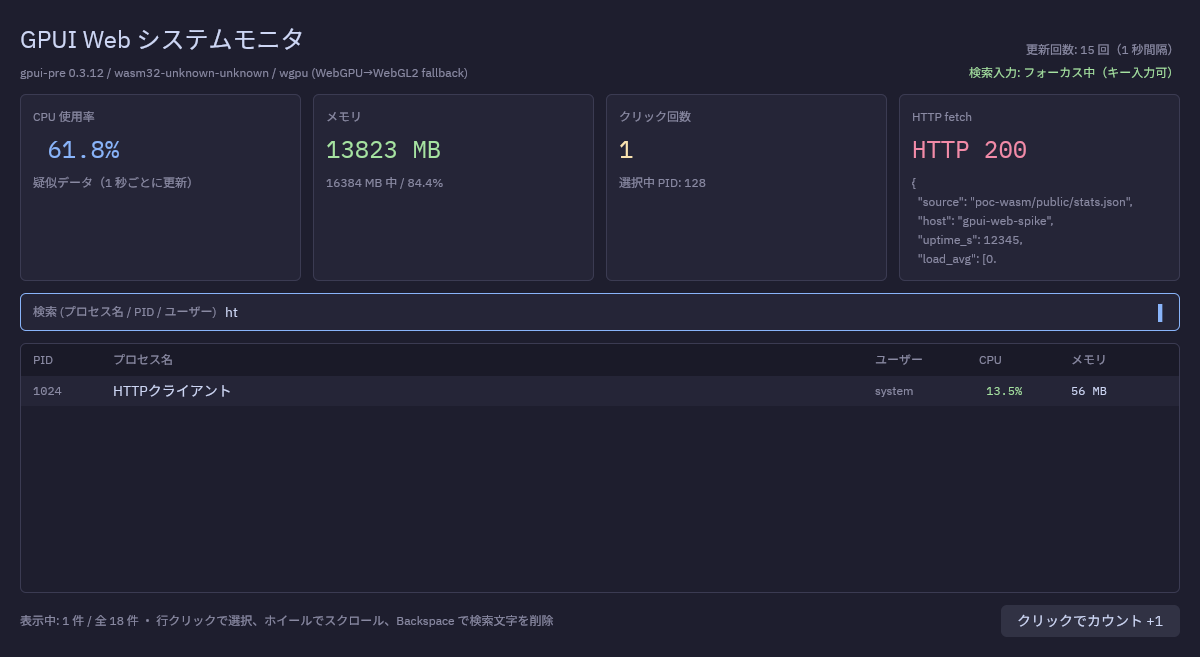 GPUI Web システムモニタ
更新回数: 15 回（1 秒間隔）
gpui-pre 0.3.12 / wasm32-unknown-unknown / wgpu (WebGPU→WebGL2 fallback)
検索入力: フォーカス中（キー入力可）
CPU 使用率
61.8%
疑似データ（1 秒ごとに更新）
メモリ
13823 MB
16384 MB 中 / 84.4%
クリック回数
1
選択中 PID: 128
HTTP fetch
HTTP 200
{
"source": "poc-wasm/public/stats.json",
"host": "gpui-web-spike",
"uptime_s": 12345,
"load_avg": [0.
検索 (プロセス名 / PID / ユーザー) ht
PID プロセス名 ユーザー CPU メモリ
1024 HTTPクライアント system 13.5% 56 MB
表示中: 1 件 / 全 18 件 ・ 行クリックで選択、ホイールでスクロール、Backspace で検索文字を削除
クリックでカウント +1